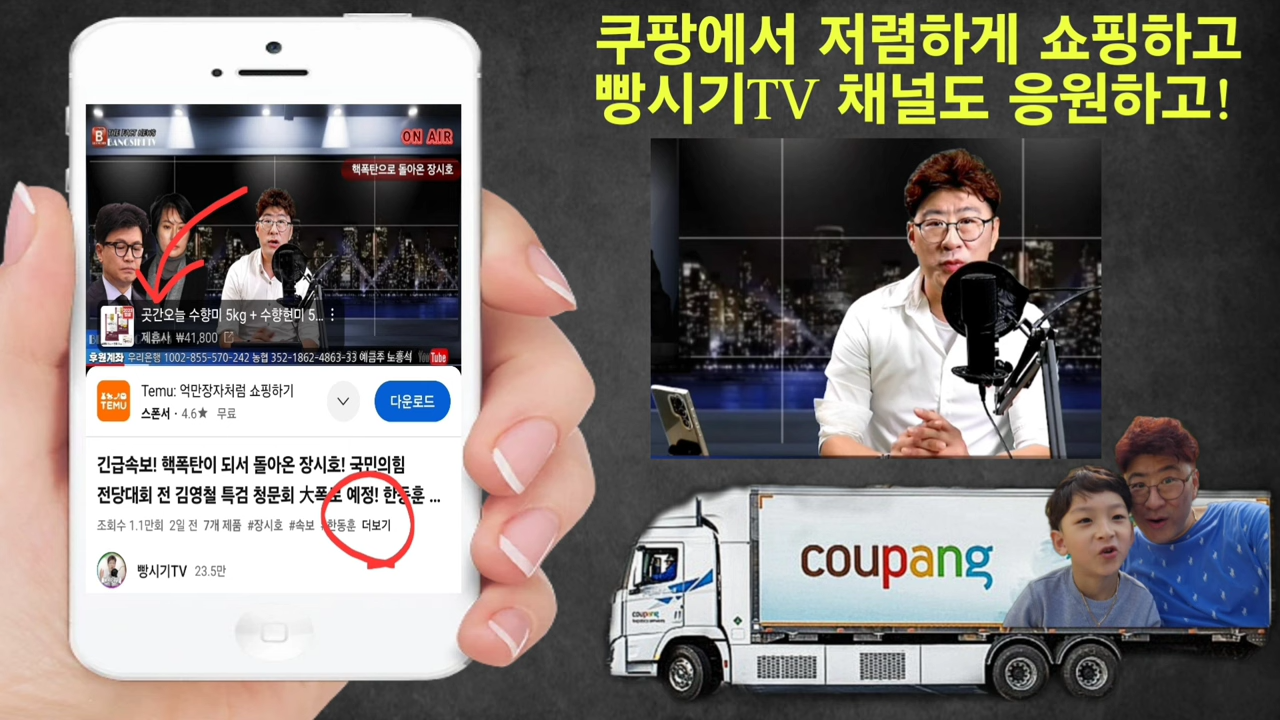 쿠팡에서 저렴하게 쇼핑하고
빵시기TV 채널도 응원하고!
THE FACT NEWS
BANGSIKITV
ON AIR
핵폭탄으로 돌아온 장시호
곳간오늘 수향미 5kg + 수향현미 5...
제휴사 ₩41,800
후원계좌 우리은행 1002-855-570-242 농협 352-1862-4863-33 예금주 노흥식 YouTube
TEMU
Temu: 억만장자처럼 쇼핑하기
스폰서 · 4.6★ 무료
다운로드
긴급속보! 핵폭탄이 되서 돌아온 장시호! 국민의힘
전당대회 전 김영철 특검 청문회 大폭로 예정! 한동훈 ...
조회수 1.1만회 2일 전 7개 제품 #장시호 #속보 #한동훈 더보기
빵시기TV 23.5만
coupang
coupang